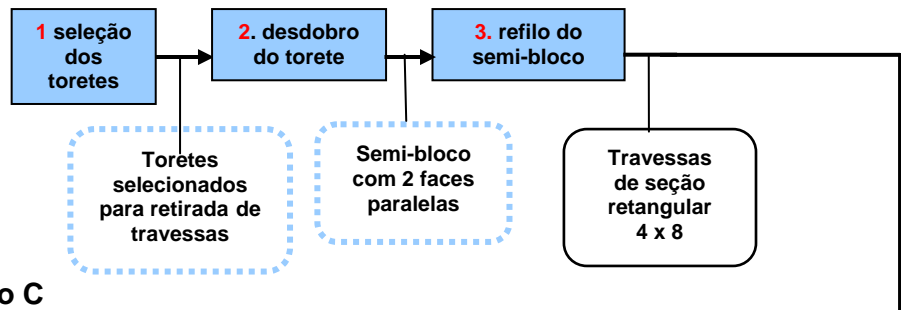 1 seleção
dos
toretes
2. desdobro
do torete
3. refilo do
semi-bloco
Toretes
selecionados
para retirada de
travessas
Semi-bloco
com 2 faces
paralelas
Travessas
de seção
retangular
4 x 8
o C